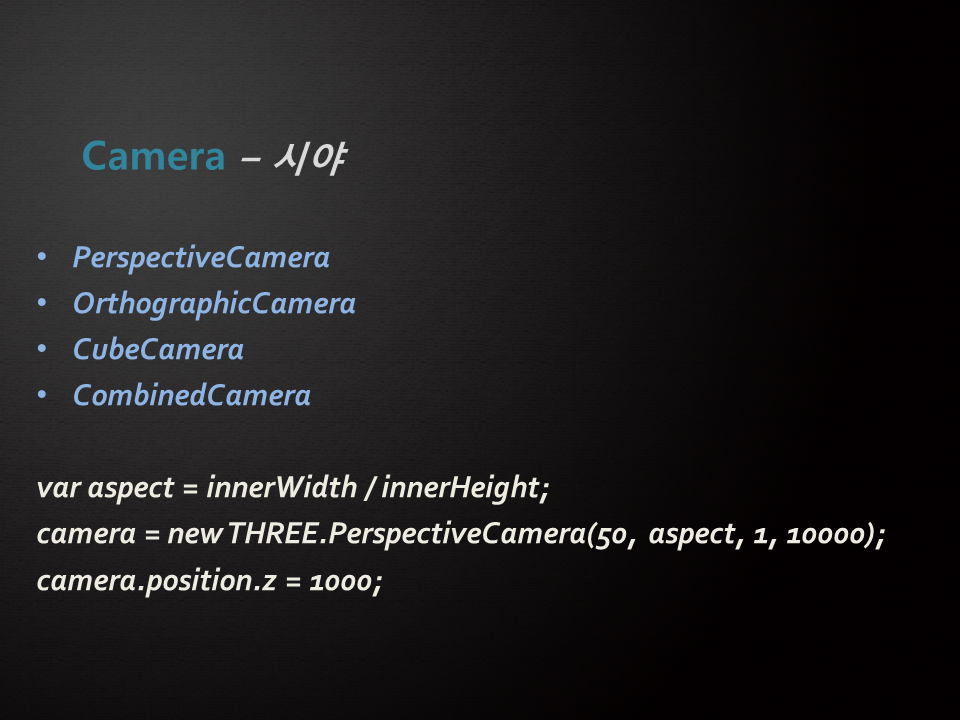 Camera – 시야
• PerspectiveCamera
• OrthographicCamera
• CubeCamera
• CombinedCamera
var aspect = innerWidth / innerHeight;
camera = new THREE.PerspectiveCamera(50, aspect, 1, 10000);
camera.position.z = 1000;